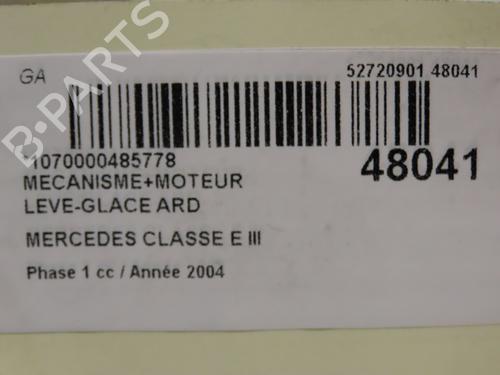 GA
52720901 48041
1070000485778
48041
MECANISME+MOTEUR
LEVE-GLACE ARD
MERCEDES CLASSE E III
Phase 1 cc / Année 2004
B-PARTS